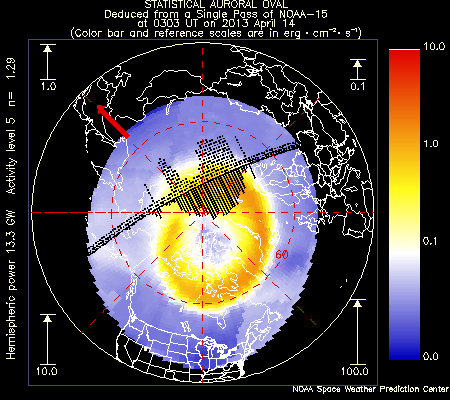 STATISTICAL AURORAL OVAL
Deduced from a Single Pass of NOAA-15
at 0303 UT on 2013 April 14
(Color bar and reference scales are in erg · cm⁻² · s⁻¹)
Hemispheric power 13.3 GW   Activity level 5   n=   1.29
1.0
0.1
10.0
100.0
60
10.0
1.0
0.1
0.0
NOAA Space Weather Prediction Center